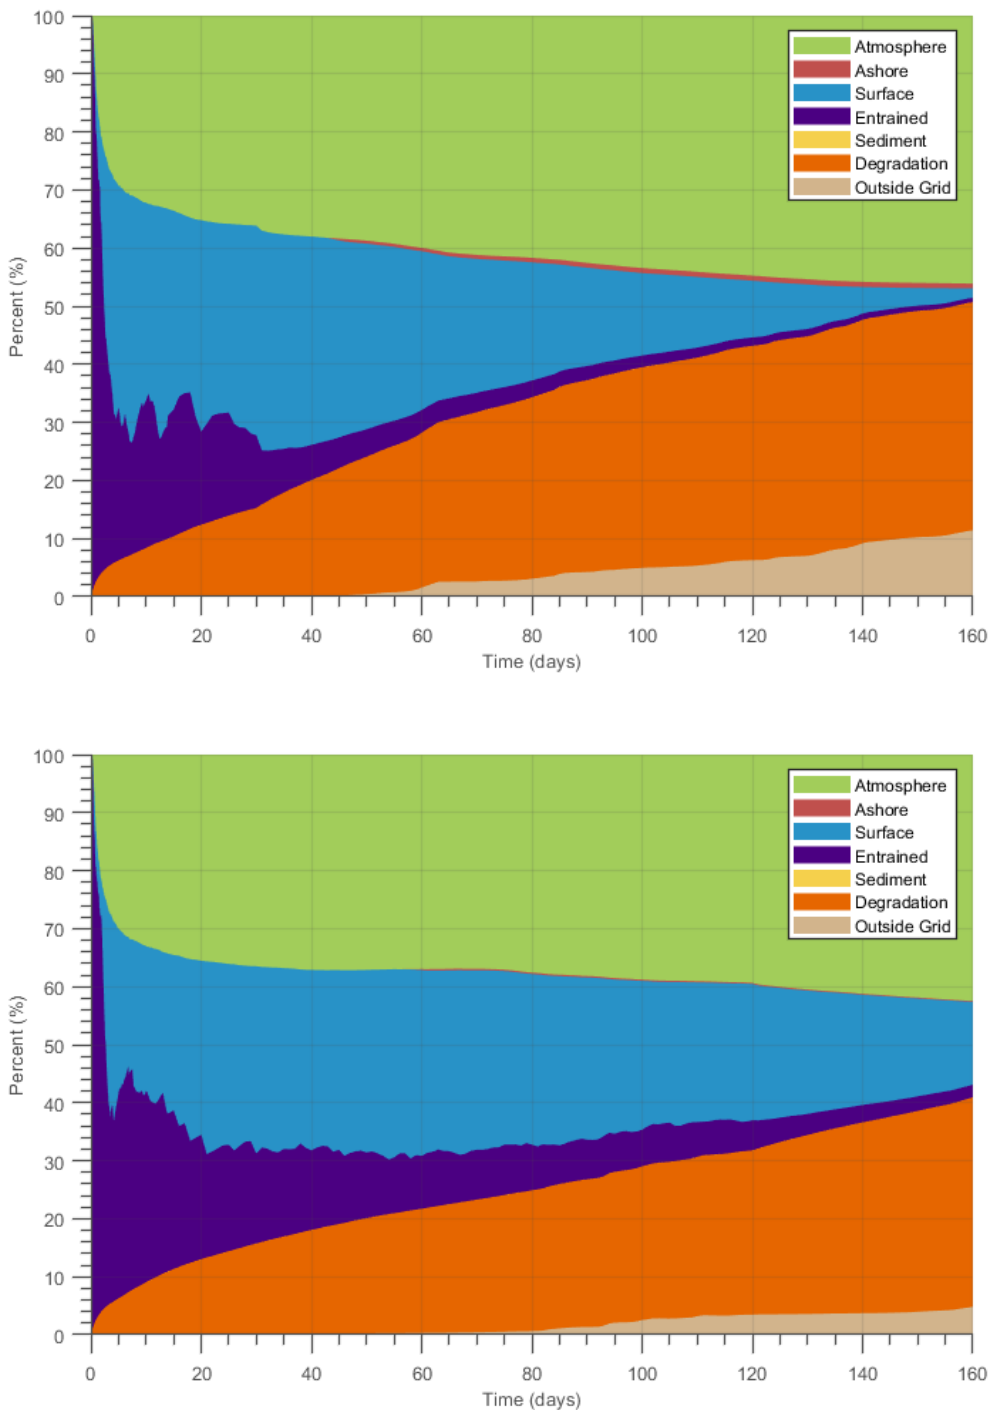 100
90
80
70
60
50
40
30
20
10
0
Percent (%)
Atmosphere
Ashore
Surface
Entrained
Sediment
Degradation
Outside Grid
0 20 40 60 80 100 120 140 160
Time (days)
100
90
80
70
60
50
40
30
20
10
0
Percent (%)
Atmosphere
Ashore
Surface
Entrained
Sediment
Degradation
Outside Grid
0 20 40 60 80 100 120 140 160
Time (days)